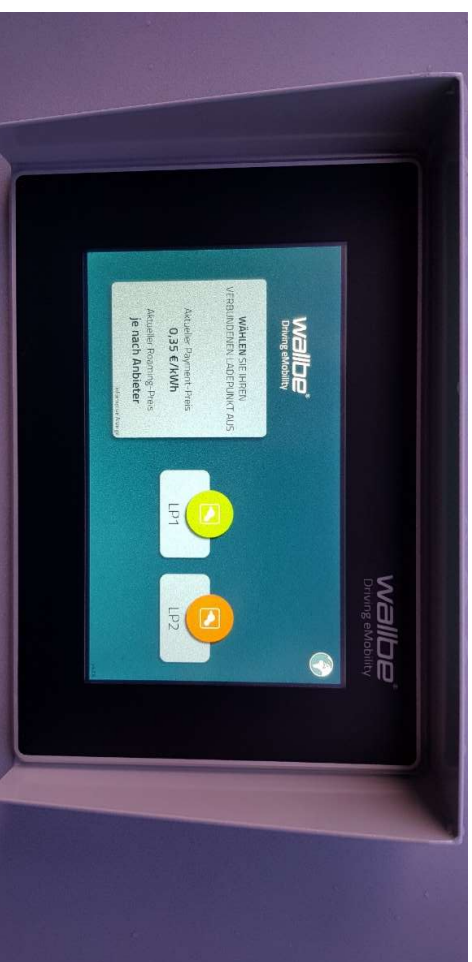 wallbe®
Driving eMobility
wallbe®
Driving eMobility
WÄHLEN SIE IHREN
VERBUNDENEN LADEPUNKT AUS
Aktueller Payment-Preis
0,35 €/kWh
Aktueller Roaming-Preis
je nach Anbieter
LP1
LP2